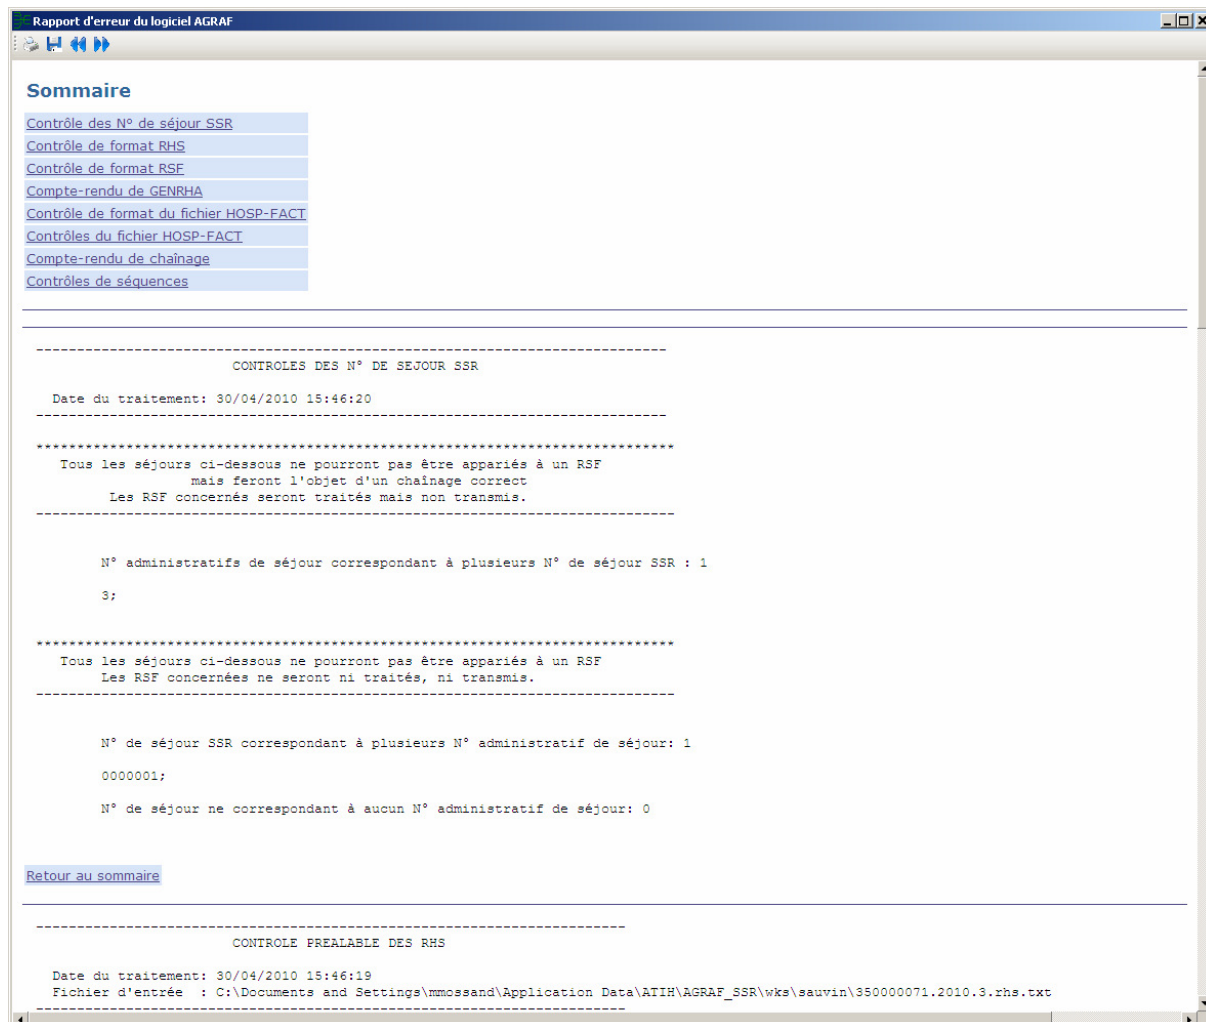 Rapport d'erreur du logiciel AGRAF
Sommaire
Contrôle des N° de séjour SSR
Contrôle de format RHS
Contrôle de format RSF
Compte-rendu de GENRHA
Contrôle de format du fichier HOSP-FACT
Contrôles du fichier HOSP-FACT
Compte-rendu de chaînage
Contrôles de séquences
-----------------------------------------------------------------------------
CONTROLES DES N° DE SEJOUR SSR
Date du traitement: 30/04/2010 15:46:20
-----------------------------------------------------------------------------
******************************************************************************
Tous les séjours ci-dessous ne pourront pas être appariés à un RSF
mais feront l'objet d'un chaînage correct
Les RSF concernés seront traités mais non transmis.
------------------------------------------------------------------------------
N° administratifs de séjour correspondant à plusieurs N° de séjour SSR : 1
3;
******************************************************************************
Tous les séjours ci-dessous ne pourront pas être appariés à un RSF
Les RSF concernées ne seront ni traités, ni transmis.
------------------------------------------------------------------------------
N° de séjour SSR correspondant à plusieurs N° administratif de séjour: 1
0000001;
N° de séjour ne correspondant à aucun N° administratif de séjour: 0
Retour au sommaire
------------------------------------------------------------------------
CONTROLE PREALABLE DES RHS
Date du traitement: 30/04/2010 15:46:19
Fichier d'entrée  : C:\Documents and Settings\mmossand\Application Data\ATIH\AGRAF_SSR\wks\sauvin\350000071.2010.3.rhs.txt
------------------------------------------------------------------------